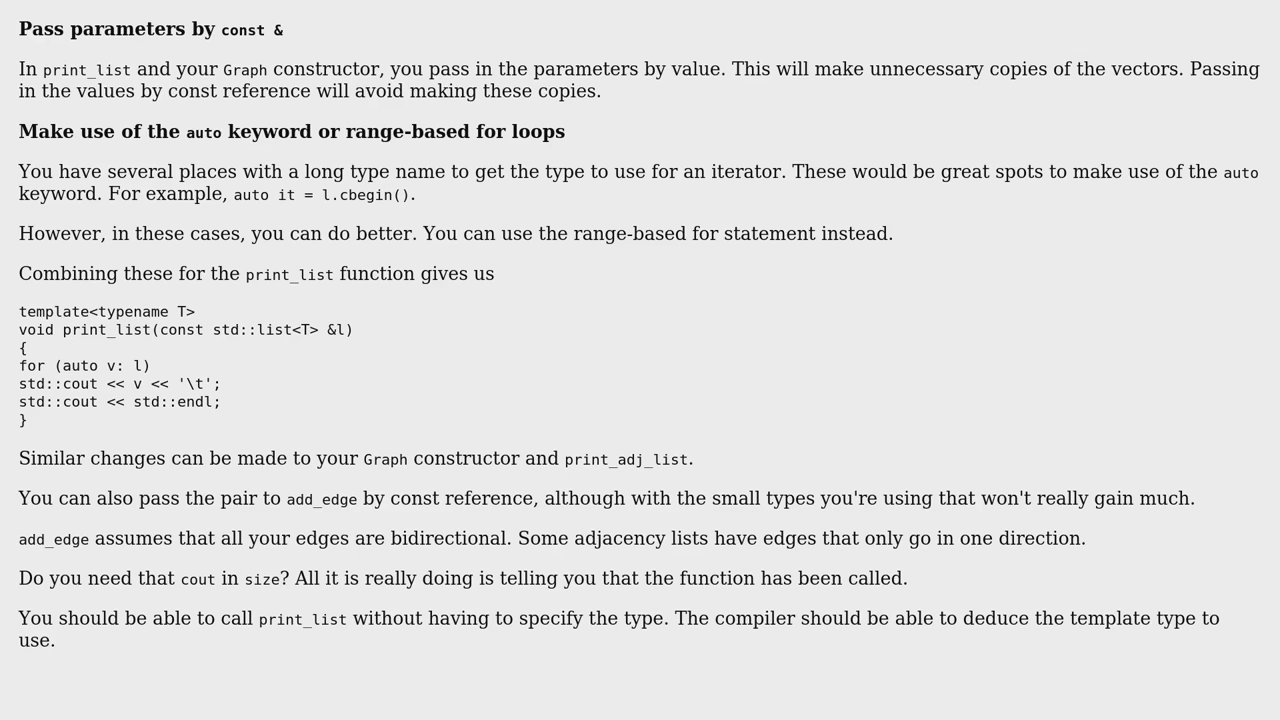 Pass parameters by const &
In print_list and your Graph constructor, you pass in the parameters by value. This will make unnecessary copies of the vectors. Passing
in the values by const reference will avoid making these copies.
Make use of the auto keyword or range-based for loops
You have several places with a long type name to get the type to use for an iterator. These would be great spots to make use of the auto
keyword. For example, auto it = l.cbegin().
However, in these cases, you can do better. You can use the range-based for statement instead.
Combining these for the print_list function gives us
template<typename T>
void print_list(const std::list<T> &l)
{
for (auto v: l)
std::cout << v << '\t';
std::cout << std::endl;
}
Similar changes can be made to your Graph constructor and print_adj_list.
You can also pass the pair to add_edge by const reference, although with the small types you're using that won't really gain much.
add_edge assumes that all your edges are bidirectional. Some adjacency lists have edges that only go in one direction.
Do you need that cout in size? All it is really doing is telling you that the function has been called.
You should be able to call print_list without having to specify the type. The compiler should be able to deduce the template type to
use.